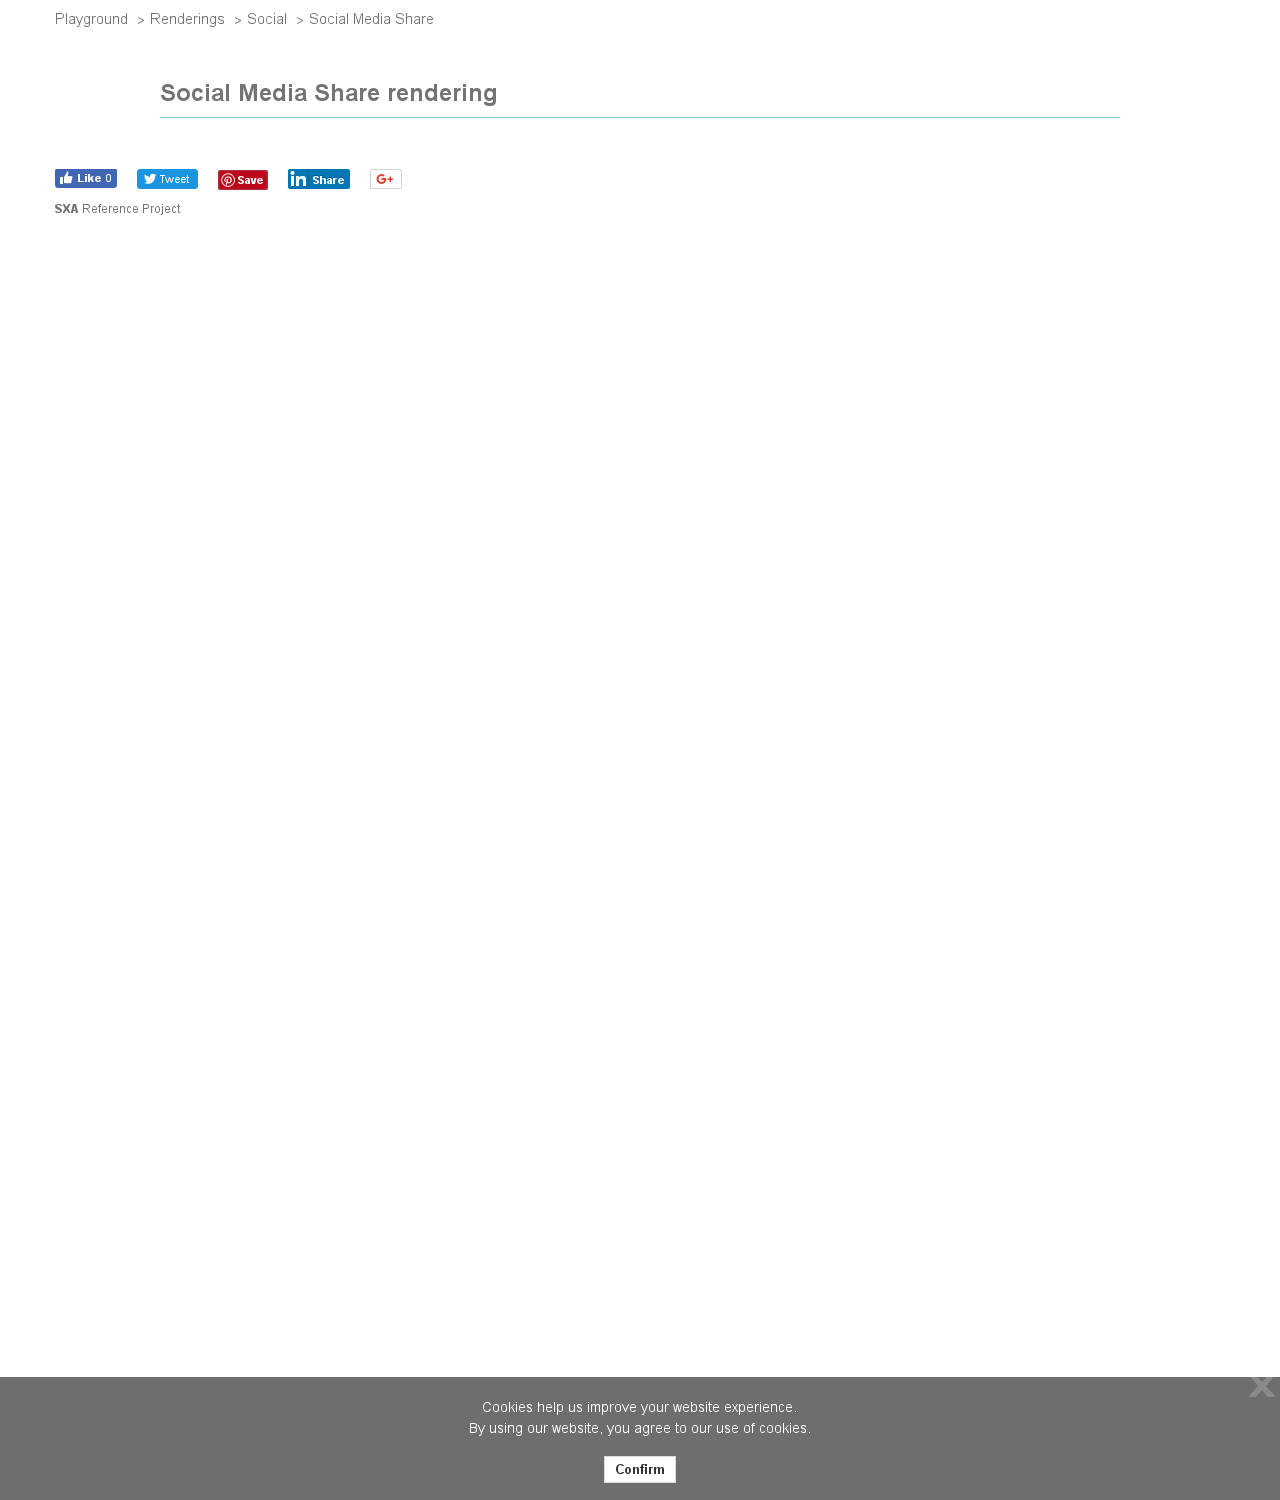 Playground > Renderings > Social > Social Media Share
Social Media Share rendering
Like 0 Tweet Save in Share G+
SXA Reference Project
X
Cookies help us improve your website experience.
By using our website, you agree to our use of cookies.
Confirm